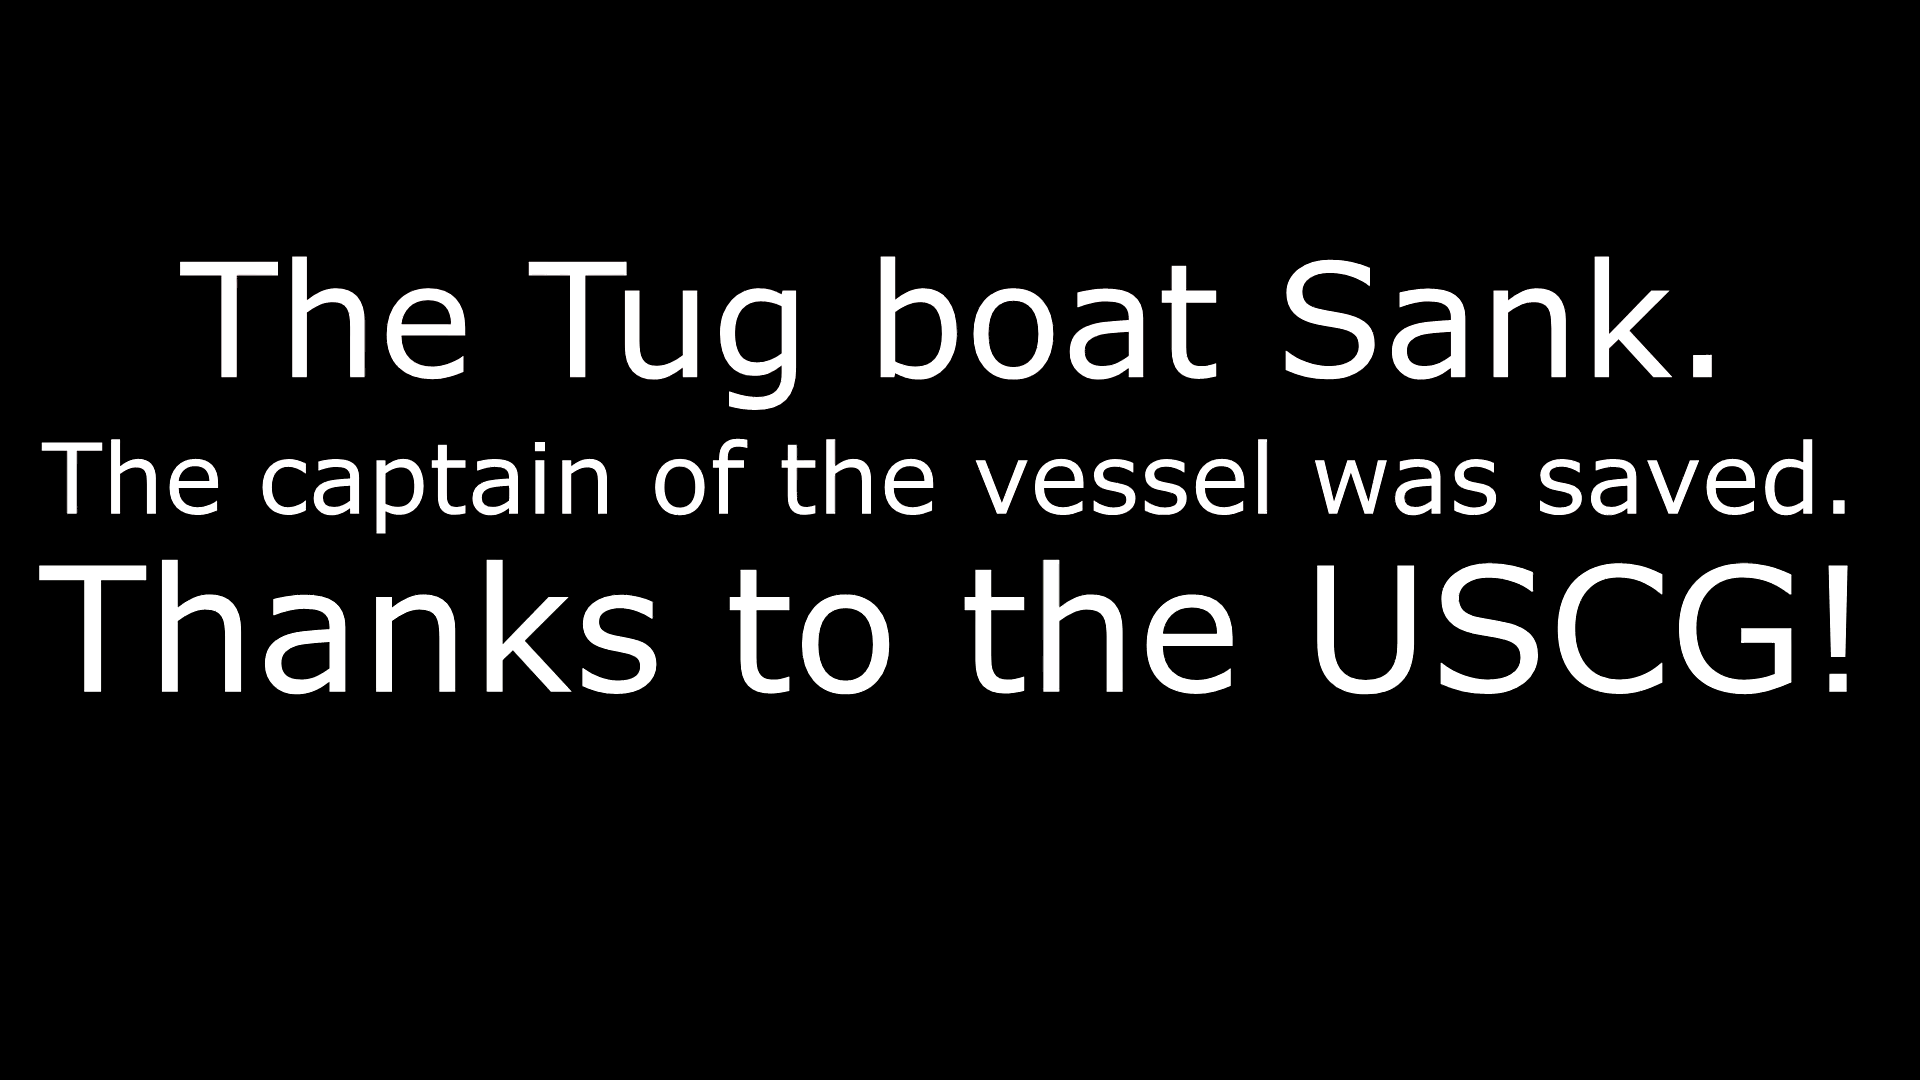 The Tug boat Sank.
The captain of the vessel was saved.
Thanks to the USCG!